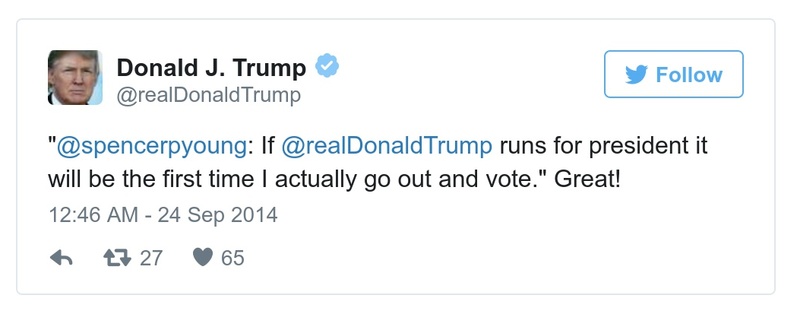 Donald J. Trump
@realDonaldTrump
Follow
"@spencerpyoung: If @realDonaldTrump runs for president it
will be the first time I actually go out and vote." Great!
12:46 AM - 24 Sep 2014
27 65